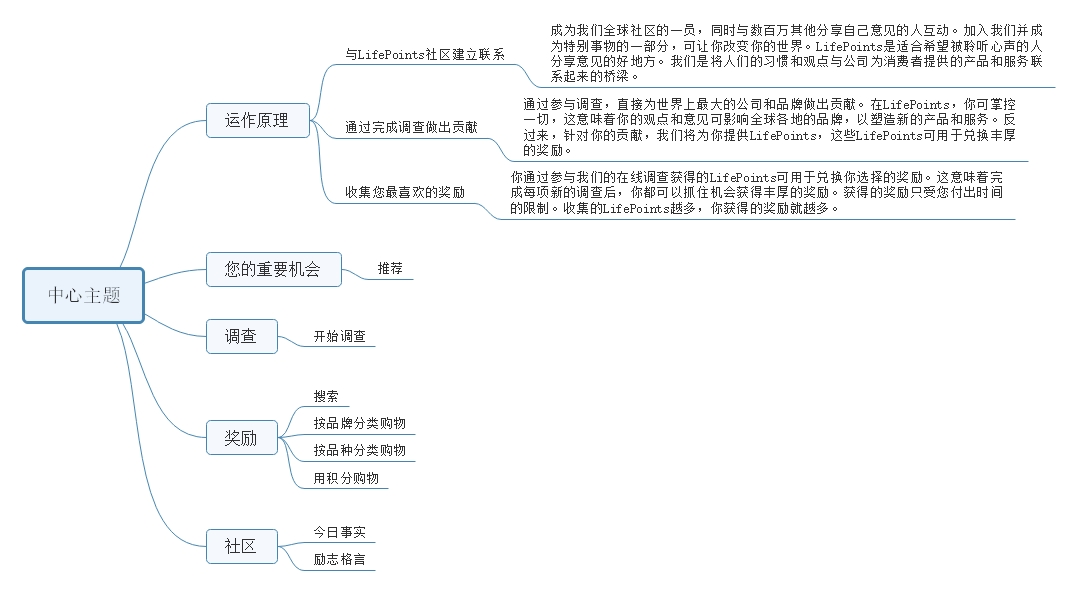 中心主题
运作原理
与LifePoints社区建立联系
成为我们全球社区的一员，同时与数百万其他分享自己意见的人互动。加入我们并成
为特别事物的一部分，可让你改变你的世界。LifePoints是适合希望被聆听心声的人
分享意见的好地方。我们是将人们的习惯和观点与公司为消费者提供的产品和服务联
系起来的桥梁。
通过完成调查做出贡献
通过参与调查，直接为世界上最大的公司和品牌做出贡献。在LifePoints，你可掌控
一切，这意味着你的观点和意见可影响全球各地的品牌，以塑造新的产品和服务。反
过来，针对你的贡献，我们将为你提供LifePoints，这些LifePoints可用于兑换丰厚
的奖励。
收集您最喜欢的奖励
你通过参与我们的在线调查获得的LifePoints可用于兑换你选择的奖励。这意味着完
成每项新的调查后，你都可以抓住机会获得丰厚的奖励。获得的奖励只受您付出时间
的限制。收集的LifePoints越多，你获得的奖励就越多。
您的重要机会
推荐
调查
开始调查
奖励
搜索
按品牌分类购物
按品种分类购物
用积分购物
社区
今日事实
励志格言